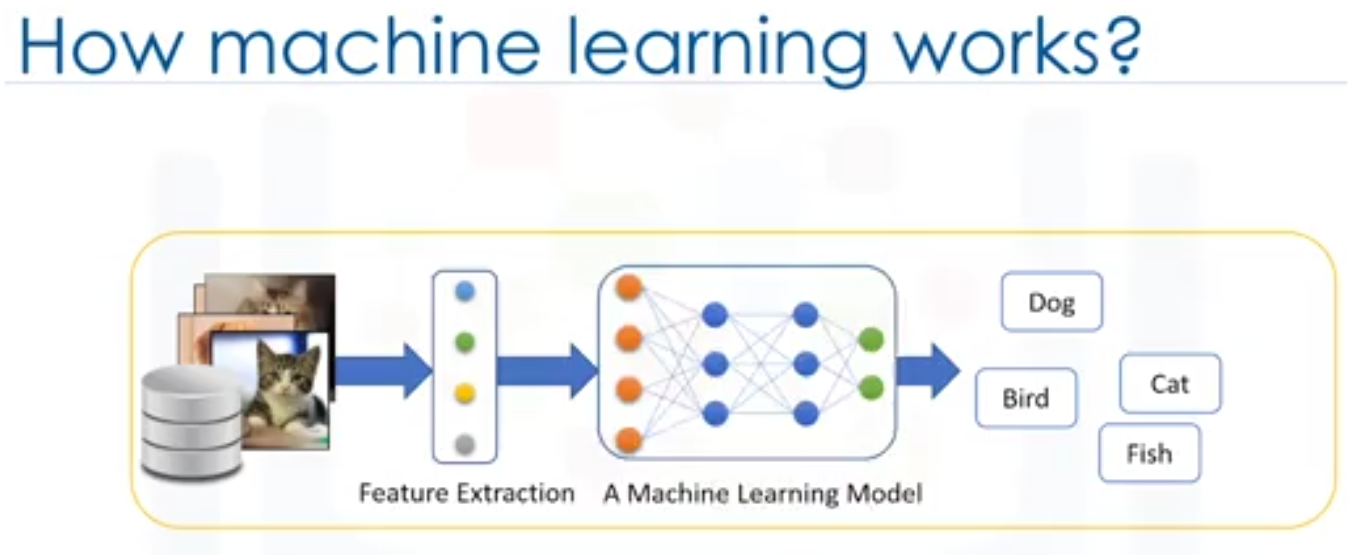 How machine learning works?
Dog
Bird
Cat
Fish
Feature Extraction
A Machine Learning Model